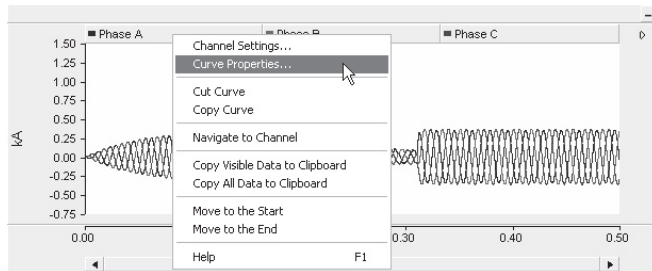 Phase A
Phase B
Phase C
Channel Settings...
Curve Properties...
Cut Curve
Copy Curve
Navigate to Channel
Copy Visible Data to Clipboard
Copy All Data to Clipboard
Move to the Start
Move to the End
Help F1
kA
1.50
1.25
1.00
0.75
0.50
0.25
0.00
-0.25
-0.50
-0.75
0.00
0.30
0.40
0.50